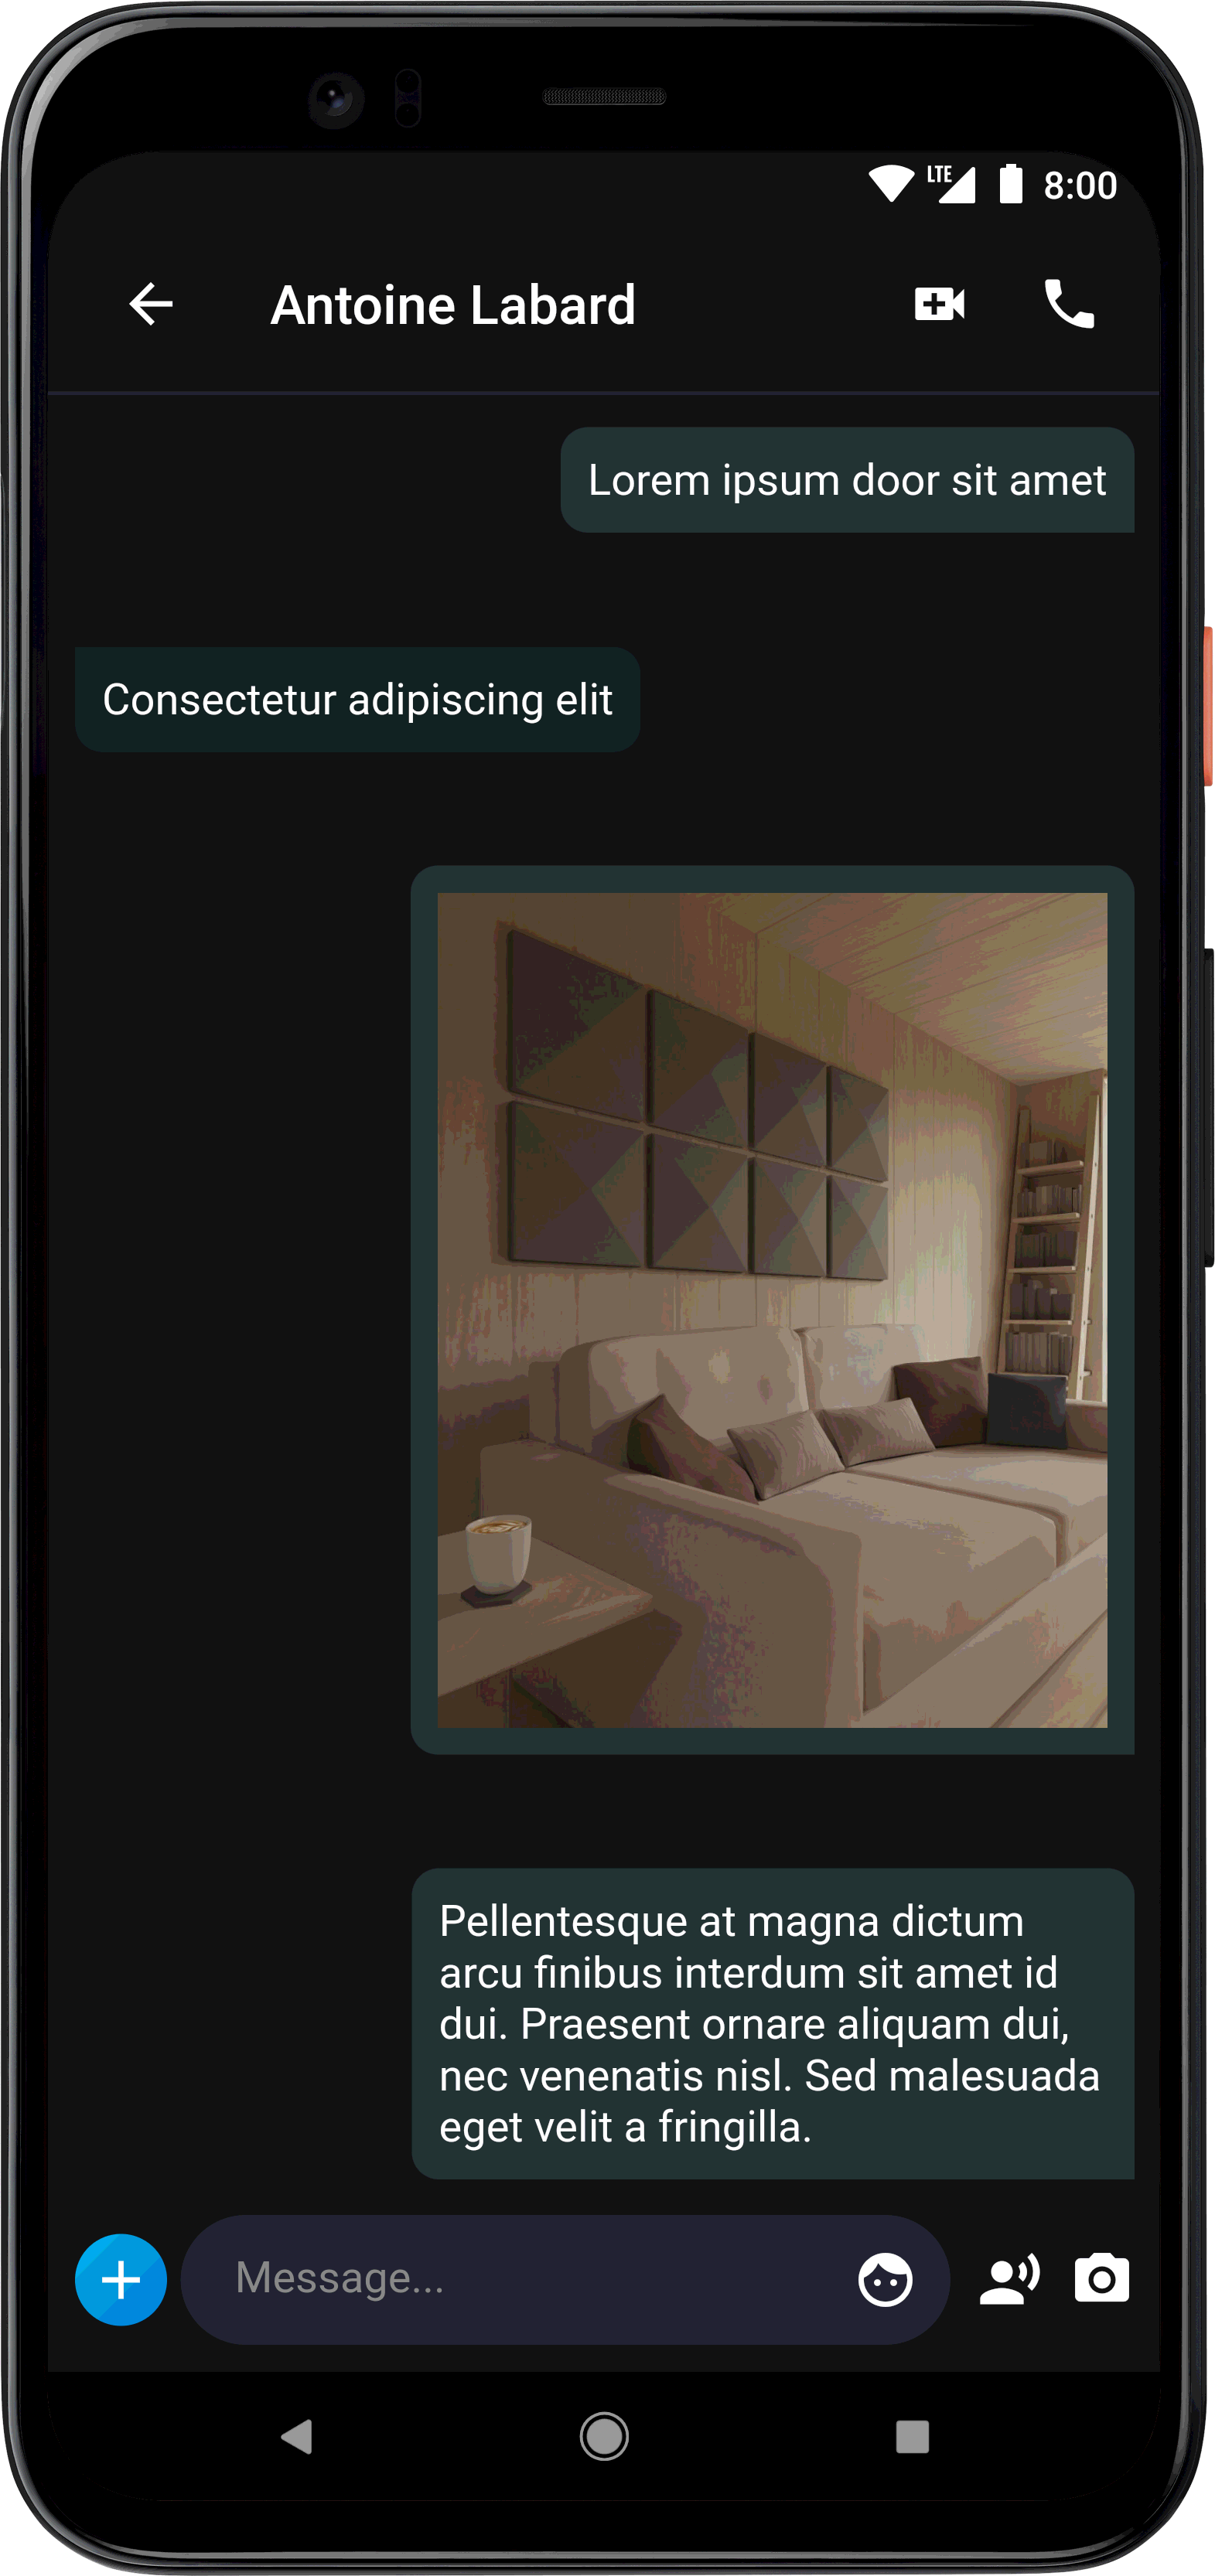 LTE 8:00
Antoine Labard
Lorem ipsum door sit amet
Consectetur adipiscing elit
Pellentesque at magna dictum
arcu finibus interdum sit amet id
dui. Praesent ornare aliquam dui,
nec venenatis nisl. Sed malesuada
eget velit a fringilla.
Message...